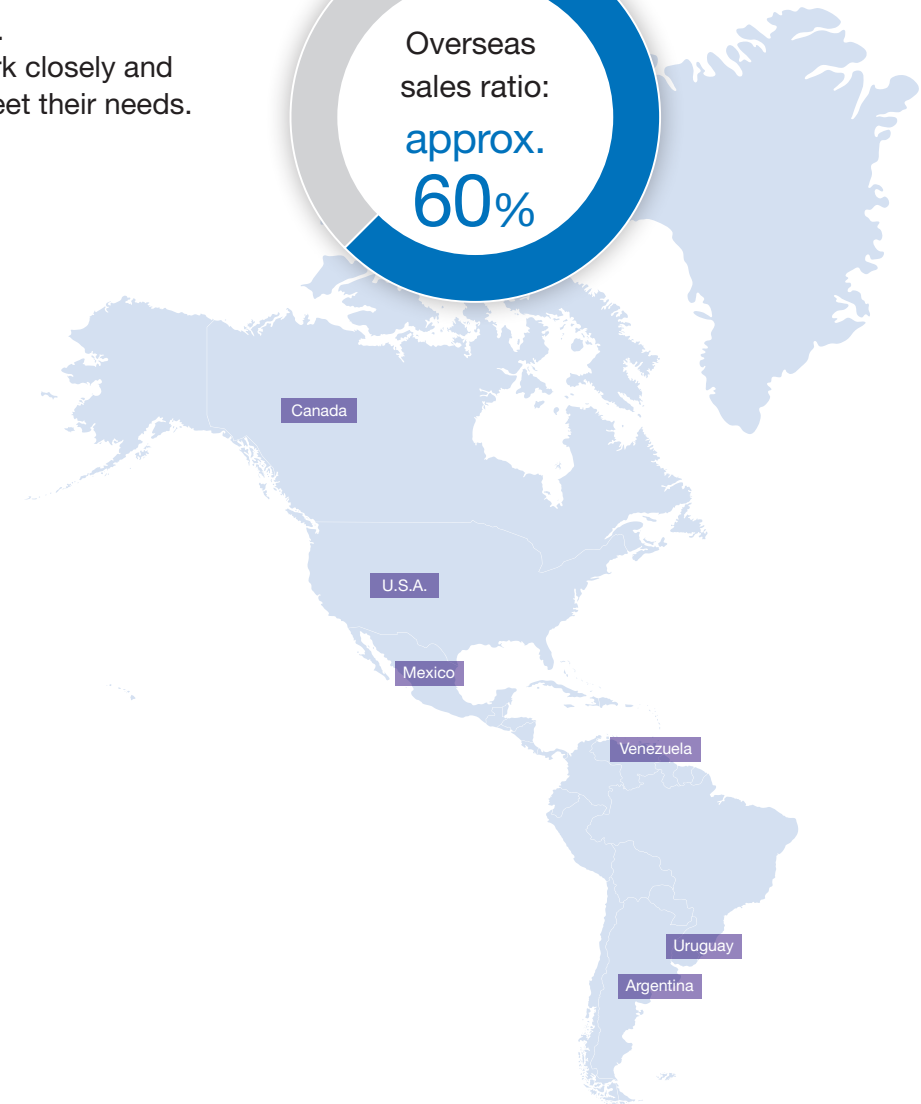 .
rk closely and
eet their needs.
Overseas
sales ratio:
approx.
60%
Canada
U.S.A.
Mexico
Venezuela
Uruguay
Argentina